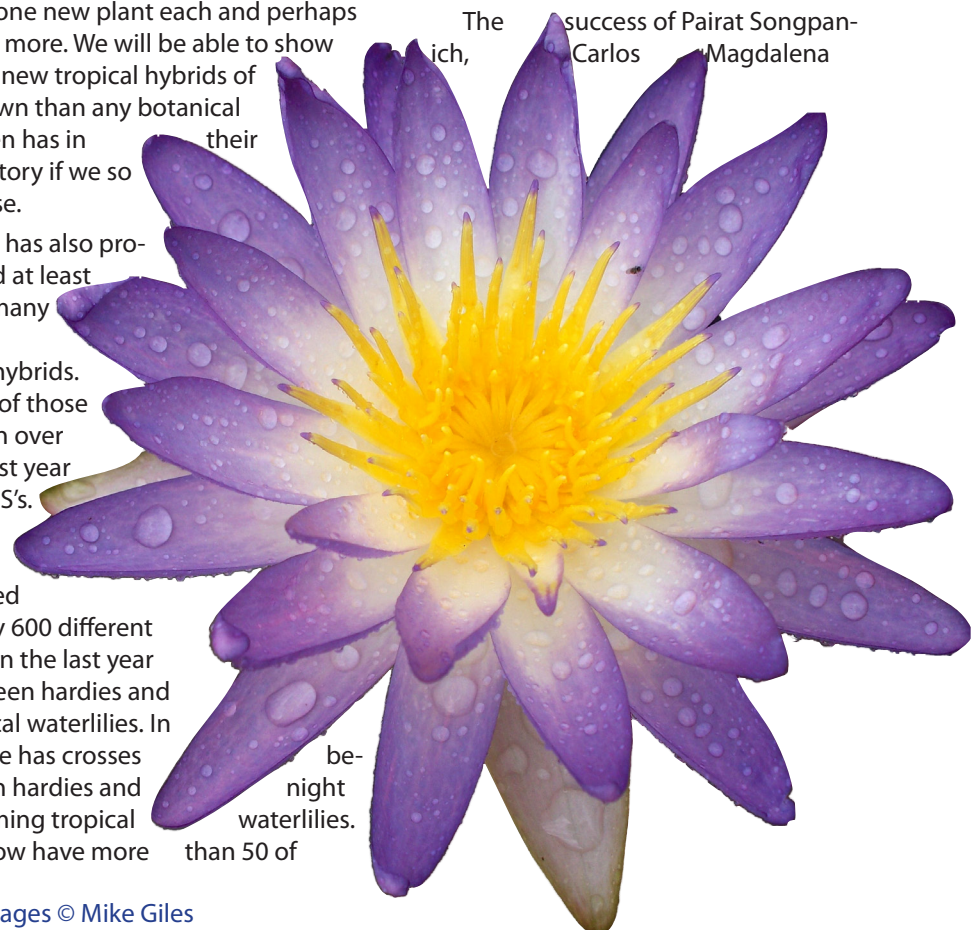 one new plant each and perhaps
more. We will be able to show
new tropical hybrids of
wn than any botanical
n has in their
tory if we so
se.
has also pro-
d at least
many
hybrids.
of those
n over
st year
S's.
ed
y 600 different
n the last year
een hardies and
cal waterlilies. In
e has crosses be-
n hardies and night
ning tropical waterlilies.
ow have more than 50 of
ages © Mike Giles
The success of Pairat Songpan-
ich, Carlos Magdalena